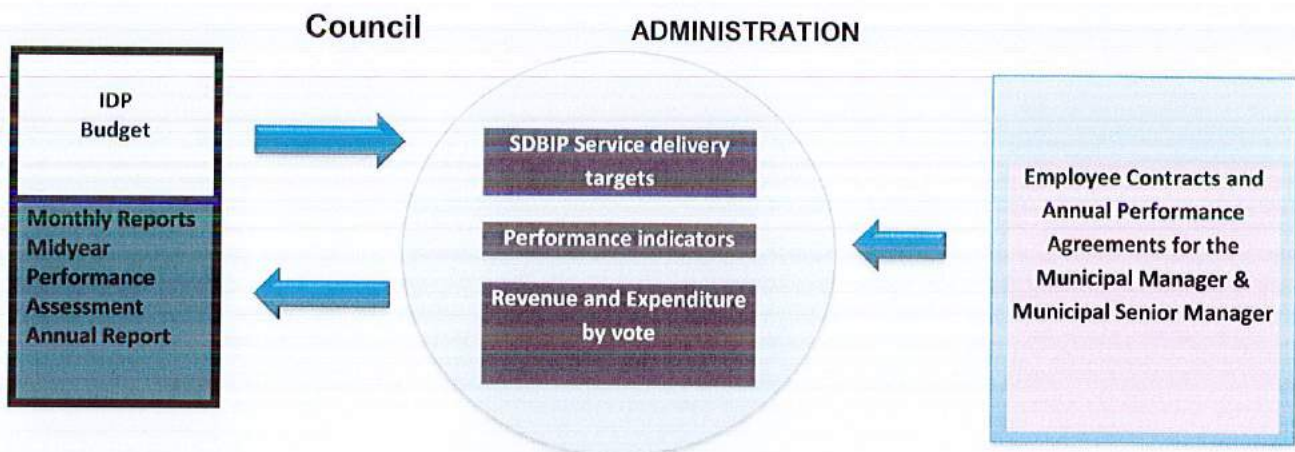 Council
ADMINISTRATION
IDP
Budget
Monthly Reports
Midyear
Performance
Assessment
Annual Report
SDBIP Service delivery
targets
Performance indicators
Revenue and Expenditure
by vote
Employee Contracts and
Annual Performance
Agreements for the
Municipal Manager &
Municipal Senior Manager